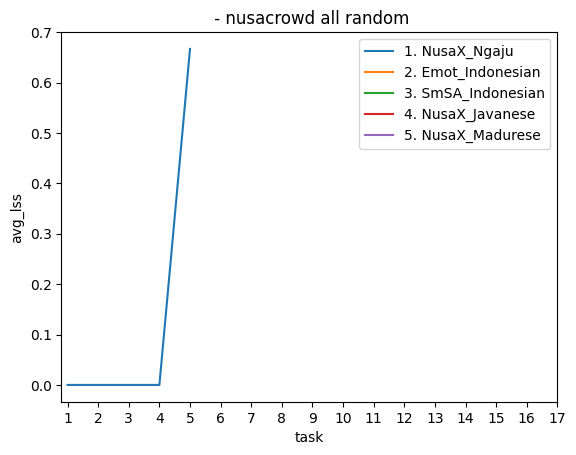 - nusacrowd all random
0.7
0.6
0.5
0.4
0.3
0.2
0.1
0.0
avg_lss
1. NusaX_Ngaju
2. Emot_Indonesian
3. SmSA_Indonesian
4. NusaX_Javanese
5. NusaX_Madurese
1 2 3 4 5 6 7 8 9 10 11 12 13 14 15 16 17
task